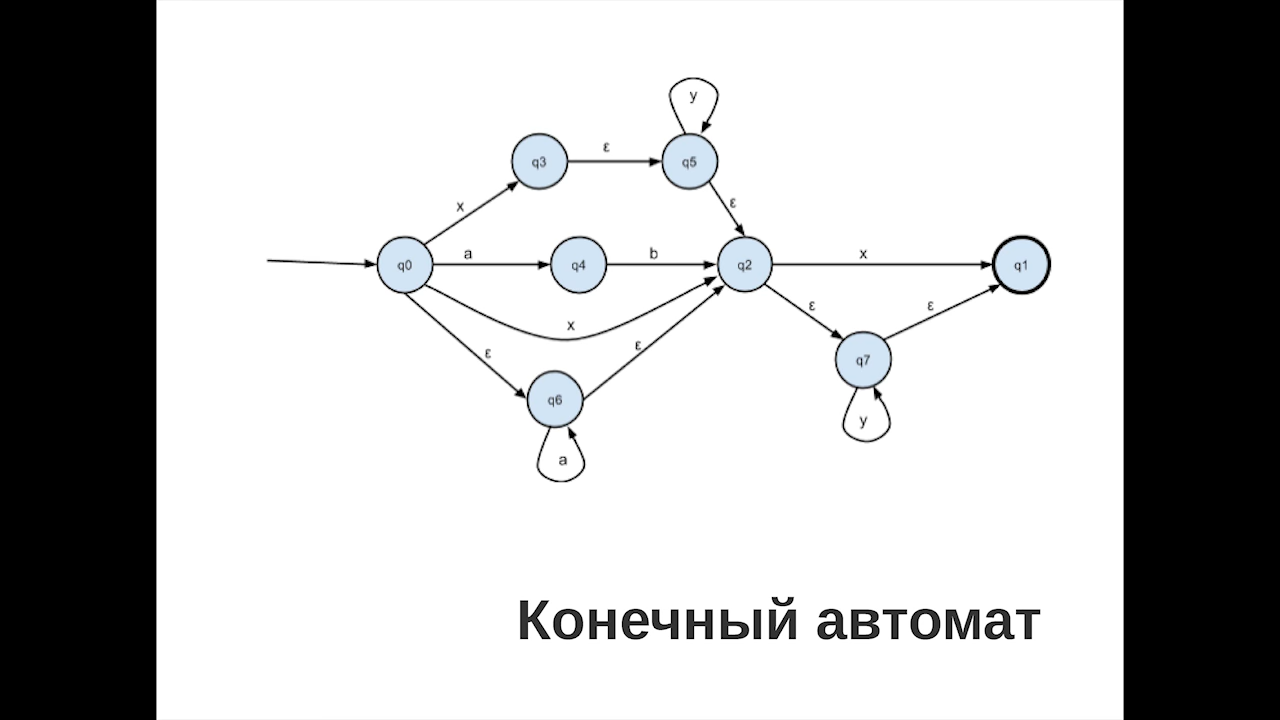 y
q3
ε
q5
x
ε
q0
a
q4
b
q2
x
q1
x
ε
ε
ε
ε
q7
q6
y
a
Конечный автомат